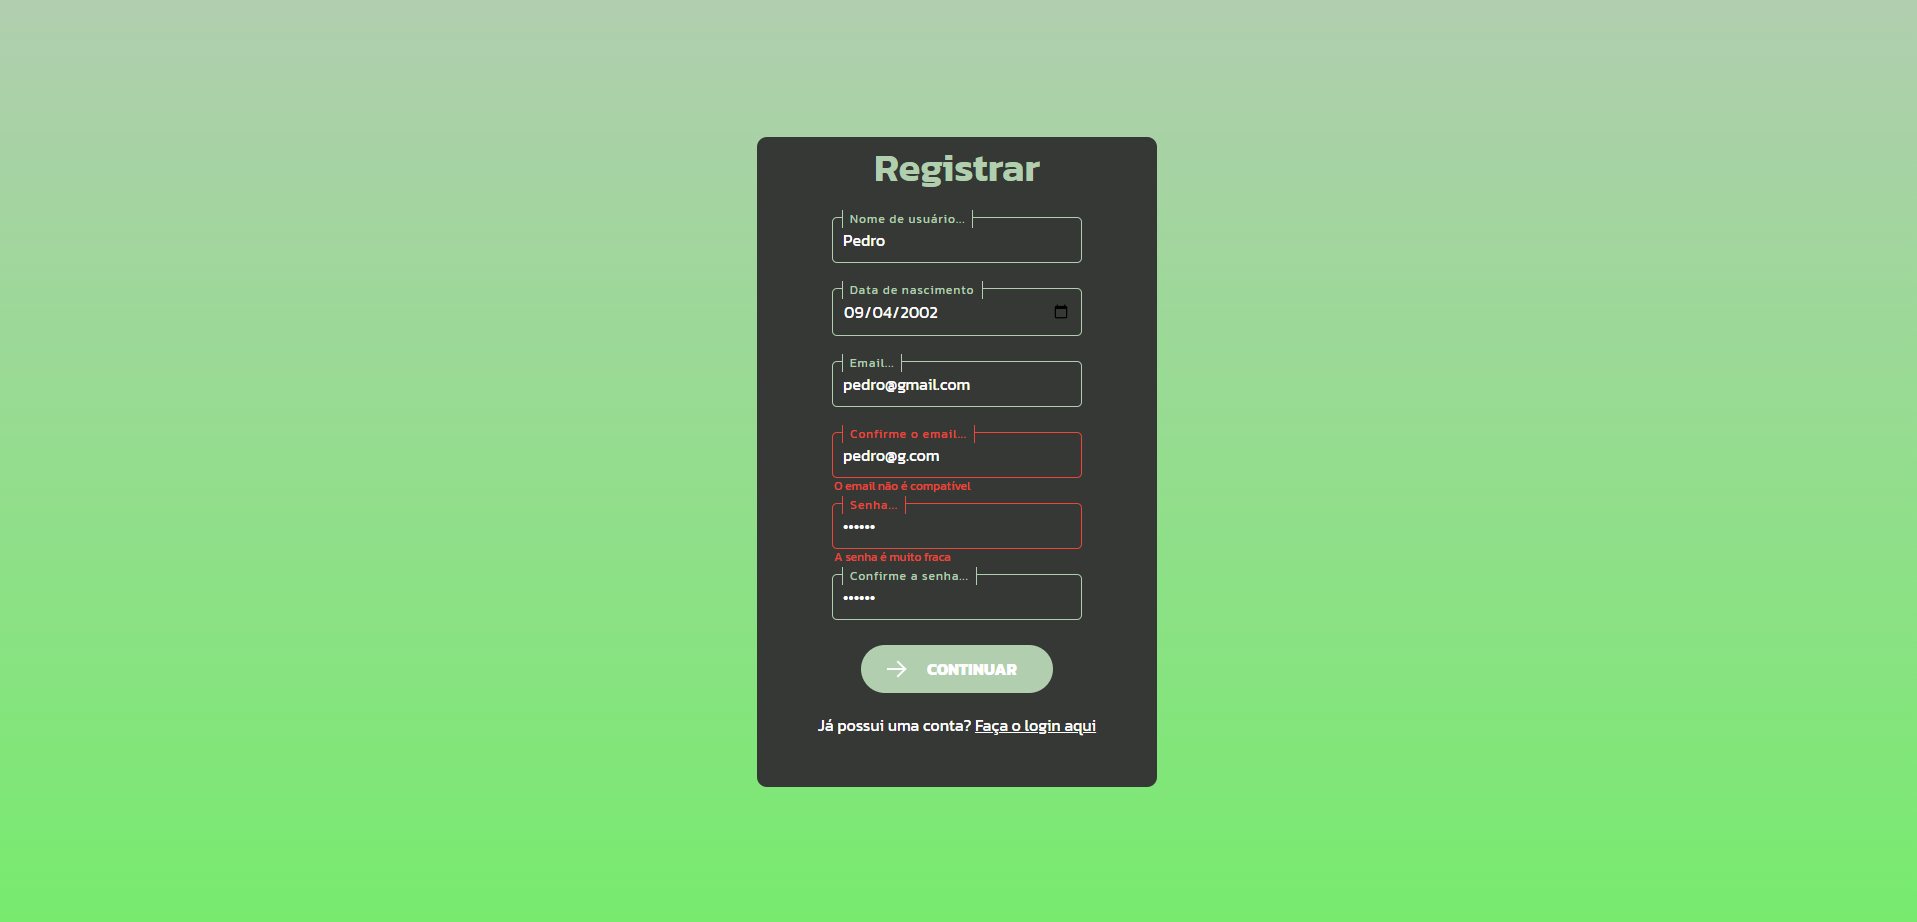 Registrar
Nome de usuário...
Pedro
Data de nascimento
09/04/2002
Email...
pedro@gmail.com
Confirme o email...
pedro@g.com
O email não é compatível
Senha...
••••••
A senha é muito fraca
Confirme a senha...
••••••
CONTINUAR
Já possui uma conta? Faça o login aqui